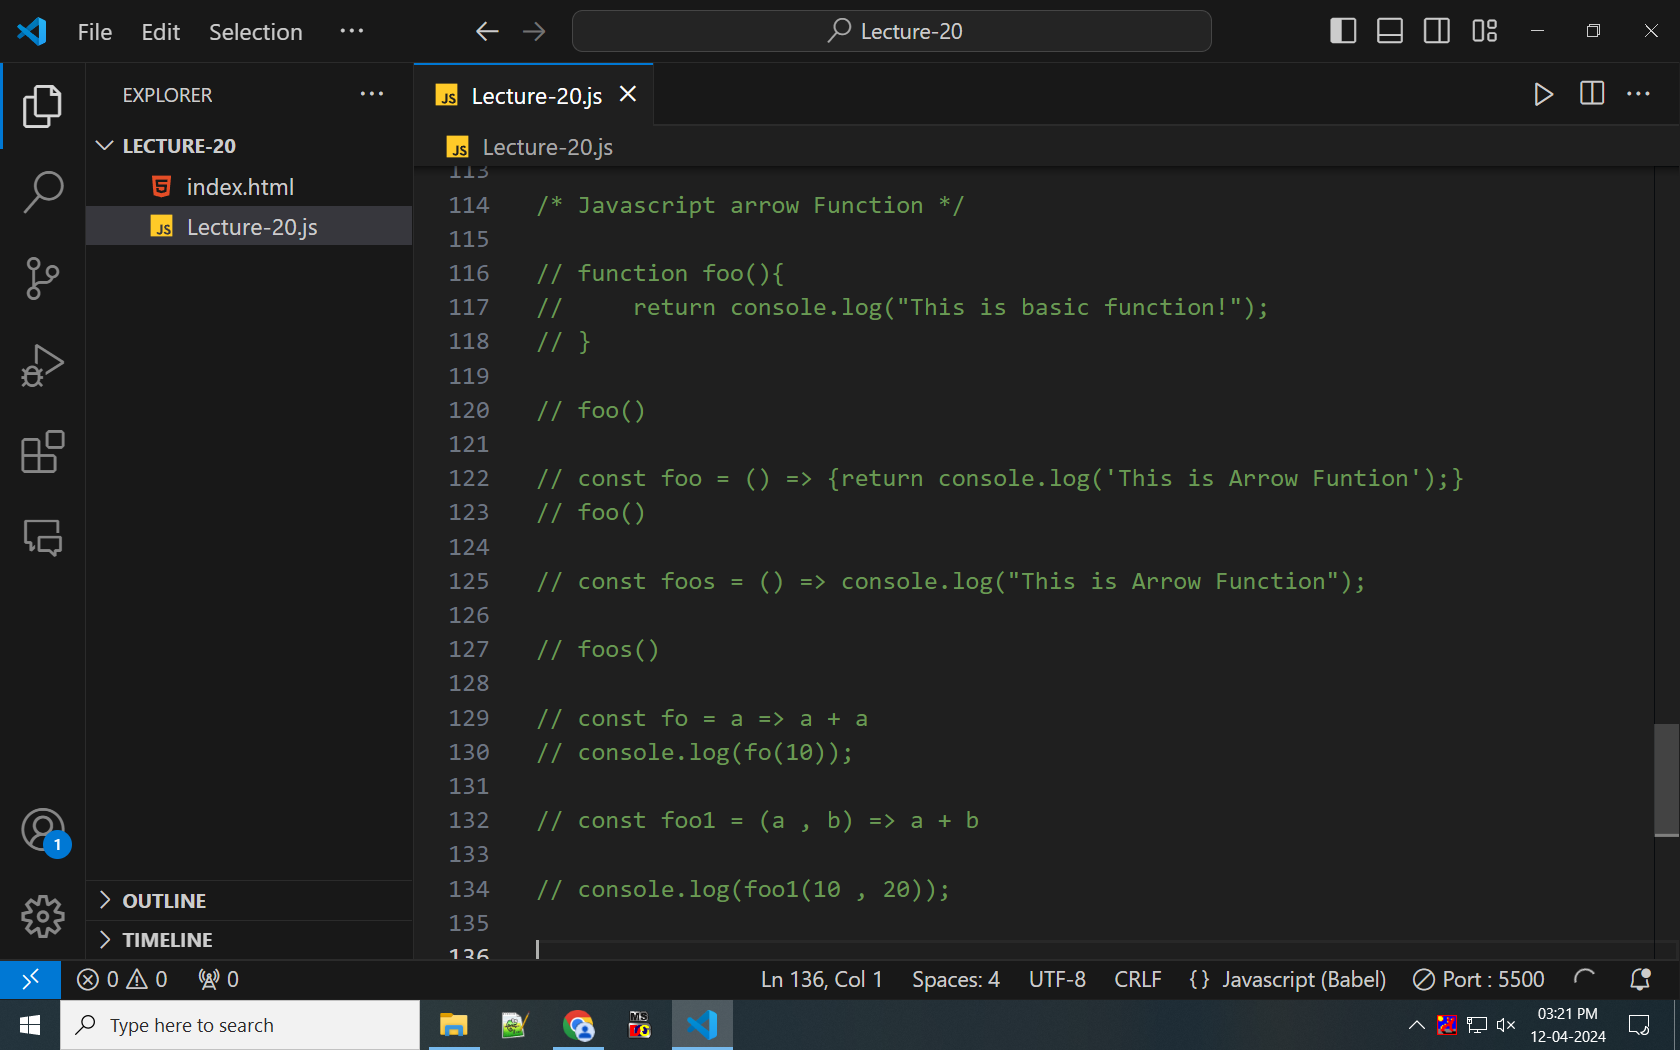 File Edit Selection ··· Lecture-20
EXPLORER ···
LECTURE-20
index.html
JS Lecture-20.js
OUTLINE
TIMELINE
JS Lecture-20.js
JS Lecture-20.js
113
114 /* Javascript arrow Function */
115
116 // function foo(){
117 //     return console.log("This is basic function!");
118 // }
119
120 // foo()
121
122 // const foo = () => {return console.log('This is Arrow Funtion');}
123 // foo()
124
125 // const foos = () => console.log("This is Arrow Function");
126
127 // foos()
128
129 // const fo = a => a + a
130 // console.log(fo(10));
131
132 // const foo1 = (a , b) => a + b
133
134 // console.log(foo1(10 , 20));
135
136
1
0 0 0 Ln 136, Col 1 Spaces: 4 UTF-8 CRLF {} Javascript (Babel) Port : 5500
Type here to search
MS
03:21 PM
12-04-2024